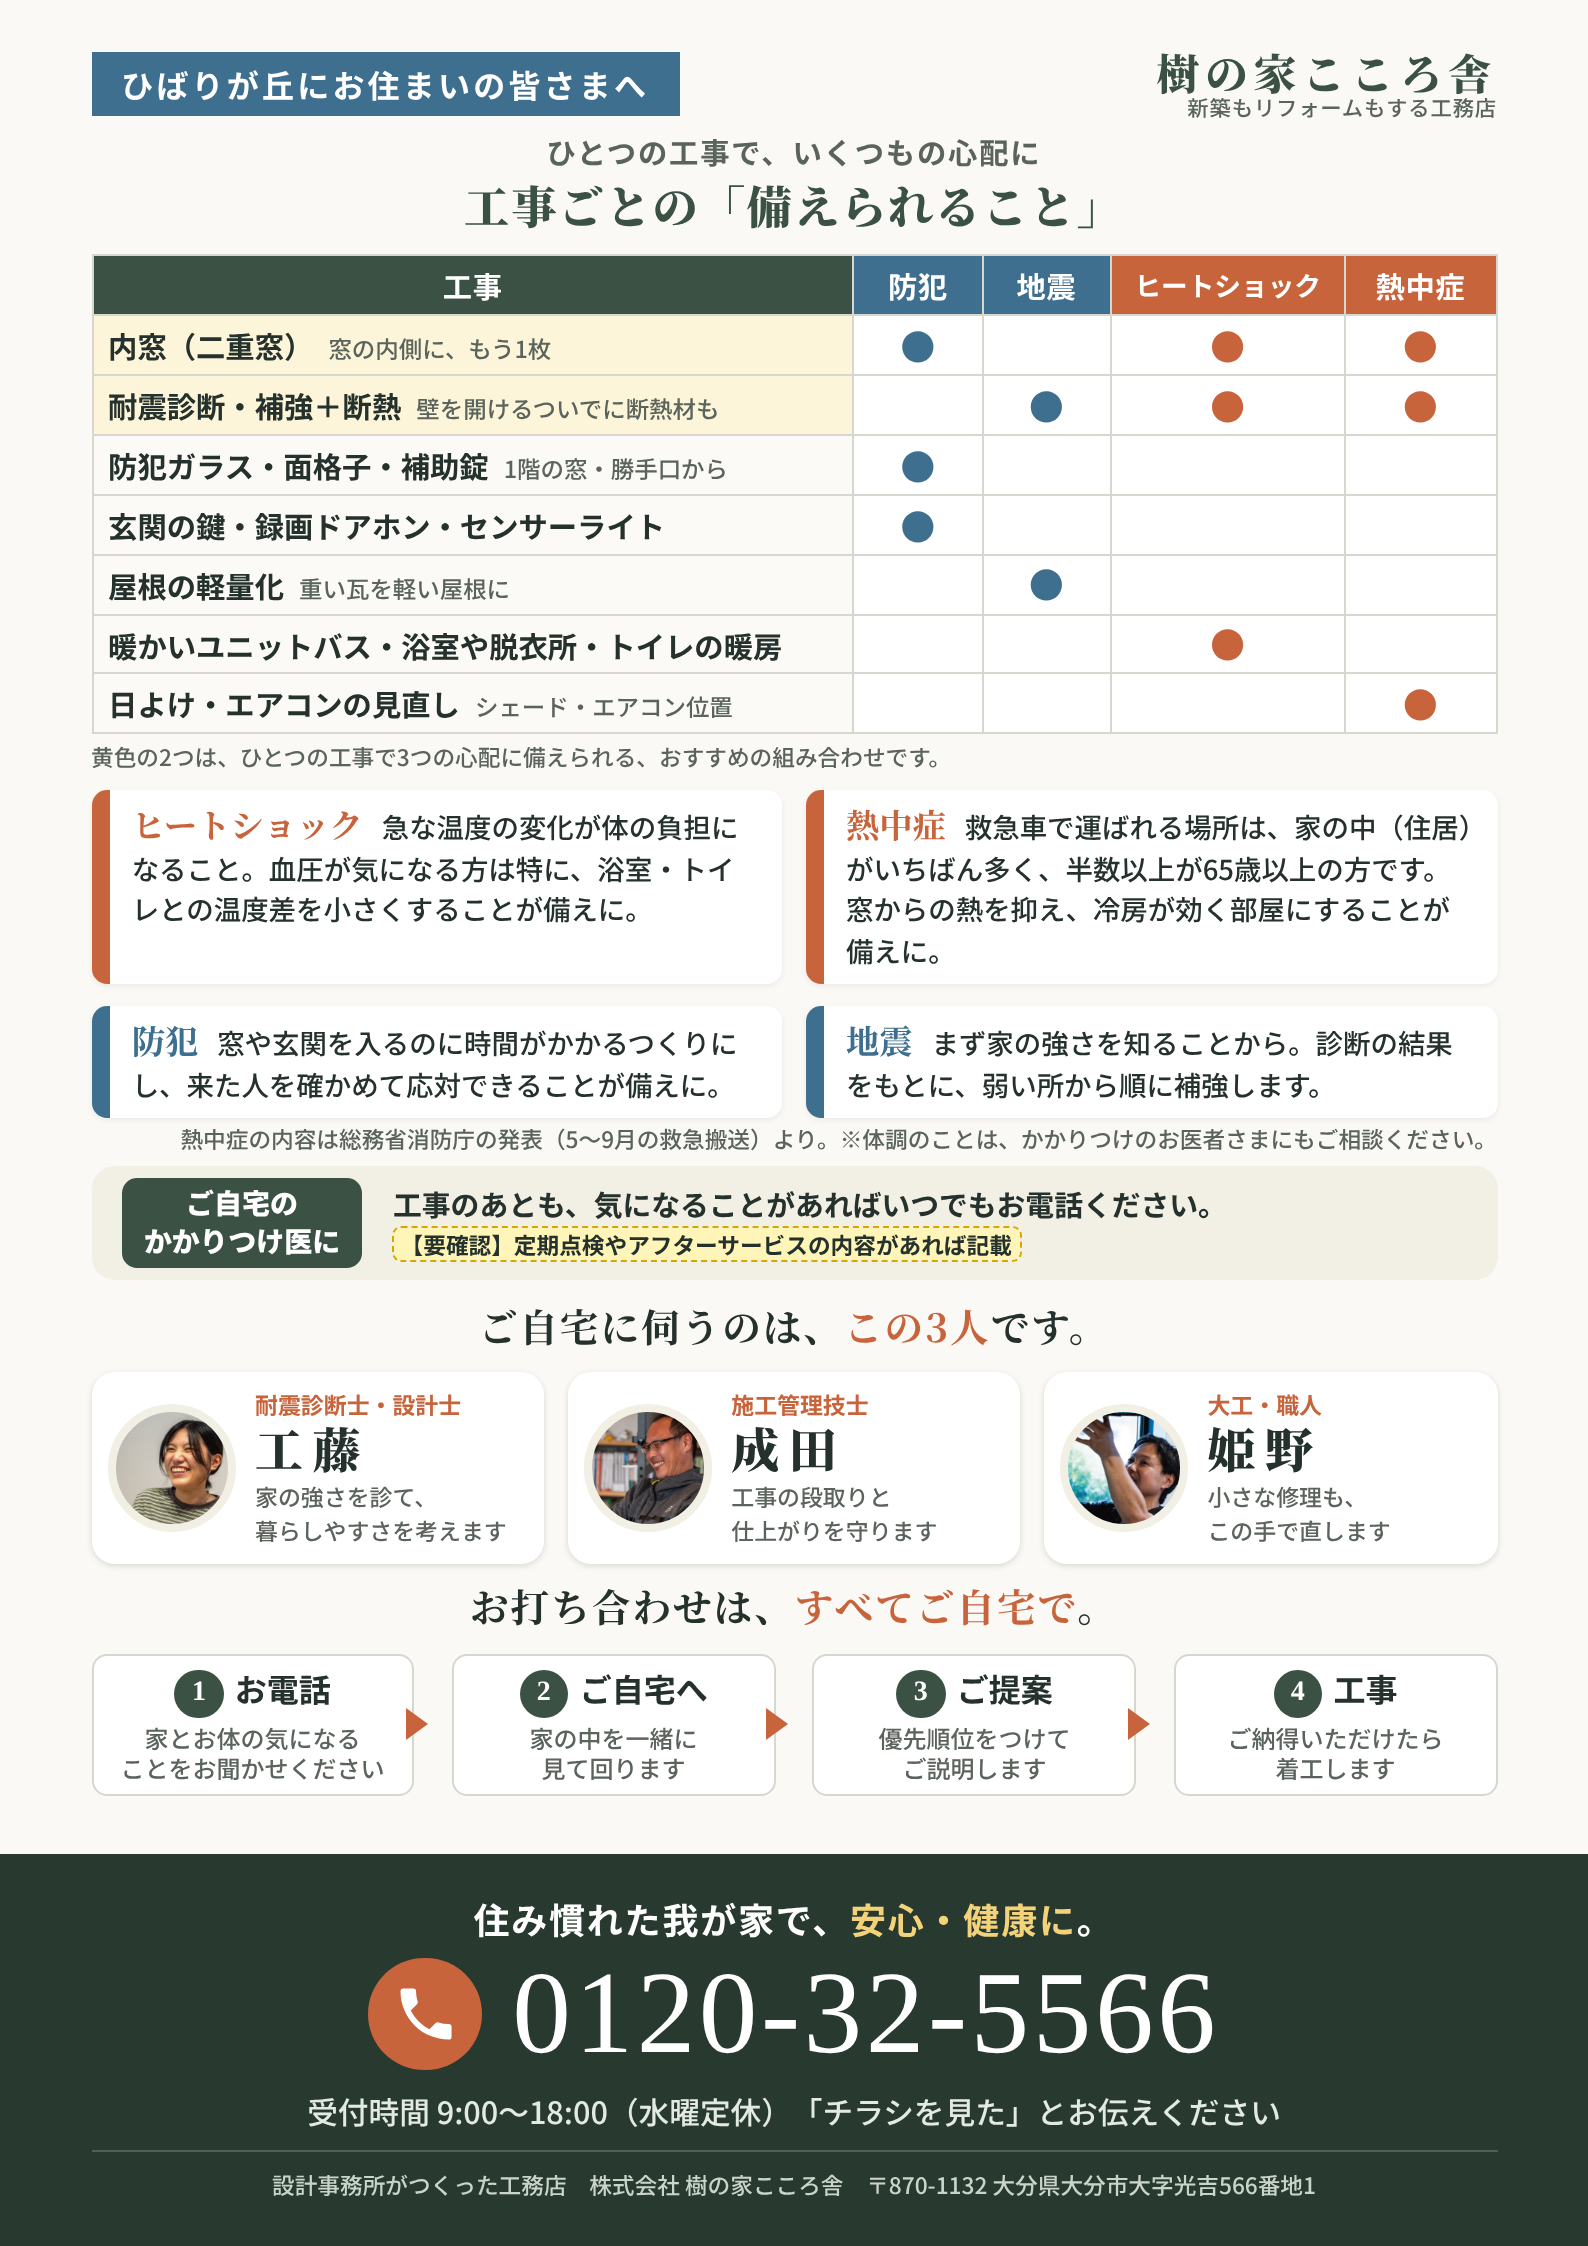 ひばりが丘にお住まいの皆さまへ
樹の家こころ舎
新築もリフォームもする工務店
ひとつの工事で、いくつもの心配に
工事ごとの「備えられること」
工事 防犯 地震 ヒートショック 熱中症
内窓（二重窓） 窓の内側に、もう1枚 ● ● ●
耐震診断・補強＋断熱 壁を開けるついでに断熱材も ● ● ●
防犯ガラス・面格子・補助錠 1階の窓・勝手口から ●
玄関の鍵・録画ドアホン・センサーライト ●
屋根の軽量化 重い瓦を軽い屋根に ●
暖かいユニットバス・浴室や脱衣所・トイレの暖房 ●
日よけ・エアコンの見直し シェード・エアコン位置 ●
黄色の2つは、ひとつの工事で3つの心配に備えられる、おすすめの組み合わせです。
ヒートショック 急な温度の変化が体の負担に
なること。血圧が気になる方は特に、浴室・トイ
レとの温度差を小さくすることが備えに。
熱中症 救急車で運ばれる場所は、家の中（住居）
がいちばん多く、半数以上が65歳以上の方です。
窓からの熱を抑え、冷房が効く部屋にすることが
備えに。
防犯 窓や玄関を入るのに時間がかかるつくりに
し、来た人を確かめて応対できることが備えに。
地震 まず家の強さを知ることから。診断の結果
をもとに、弱い所から順に補強します。
熱中症の内容は総務省消防庁の発表（5〜9月の救急搬送）より。※体調のことは、かかりつけのお医者さまにもご相談ください。
ご自宅の
かかりつけ医に
工事のあとも、気になることがあればいつでもお電話ください。
【要確認】定期点検やアフターサービスの内容があれば記載
ご自宅に伺うのは、この3人です。
耐震診断士・設計士
工藤
家の強さを診て、
暮らしやすさを考えます
施工管理技士
成田
工事の段取りと
仕上がりを守ります
大工・職人
姫野
小さな修理も、
この手で直します
お打ち合わせは、すべてご自宅で。
1 お電話
家とお体の気になる
ことをお聞かせください
2 ご自宅へ
家の中を一緒に
見て回ります
3 ご提案
優先順位をつけて
ご説明します
4 工事
ご納得いただけたら
着工します
住み慣れた我が家で、安心・健康に。
0120-32-5566
受付時間 9:00〜18:00（水曜定休）「チラシを見た」とお伝えください
設計事務所がつくった工務店　株式会社 樹の家こころ舎　〒870-1132 大分県大分市大字光吉566番地1